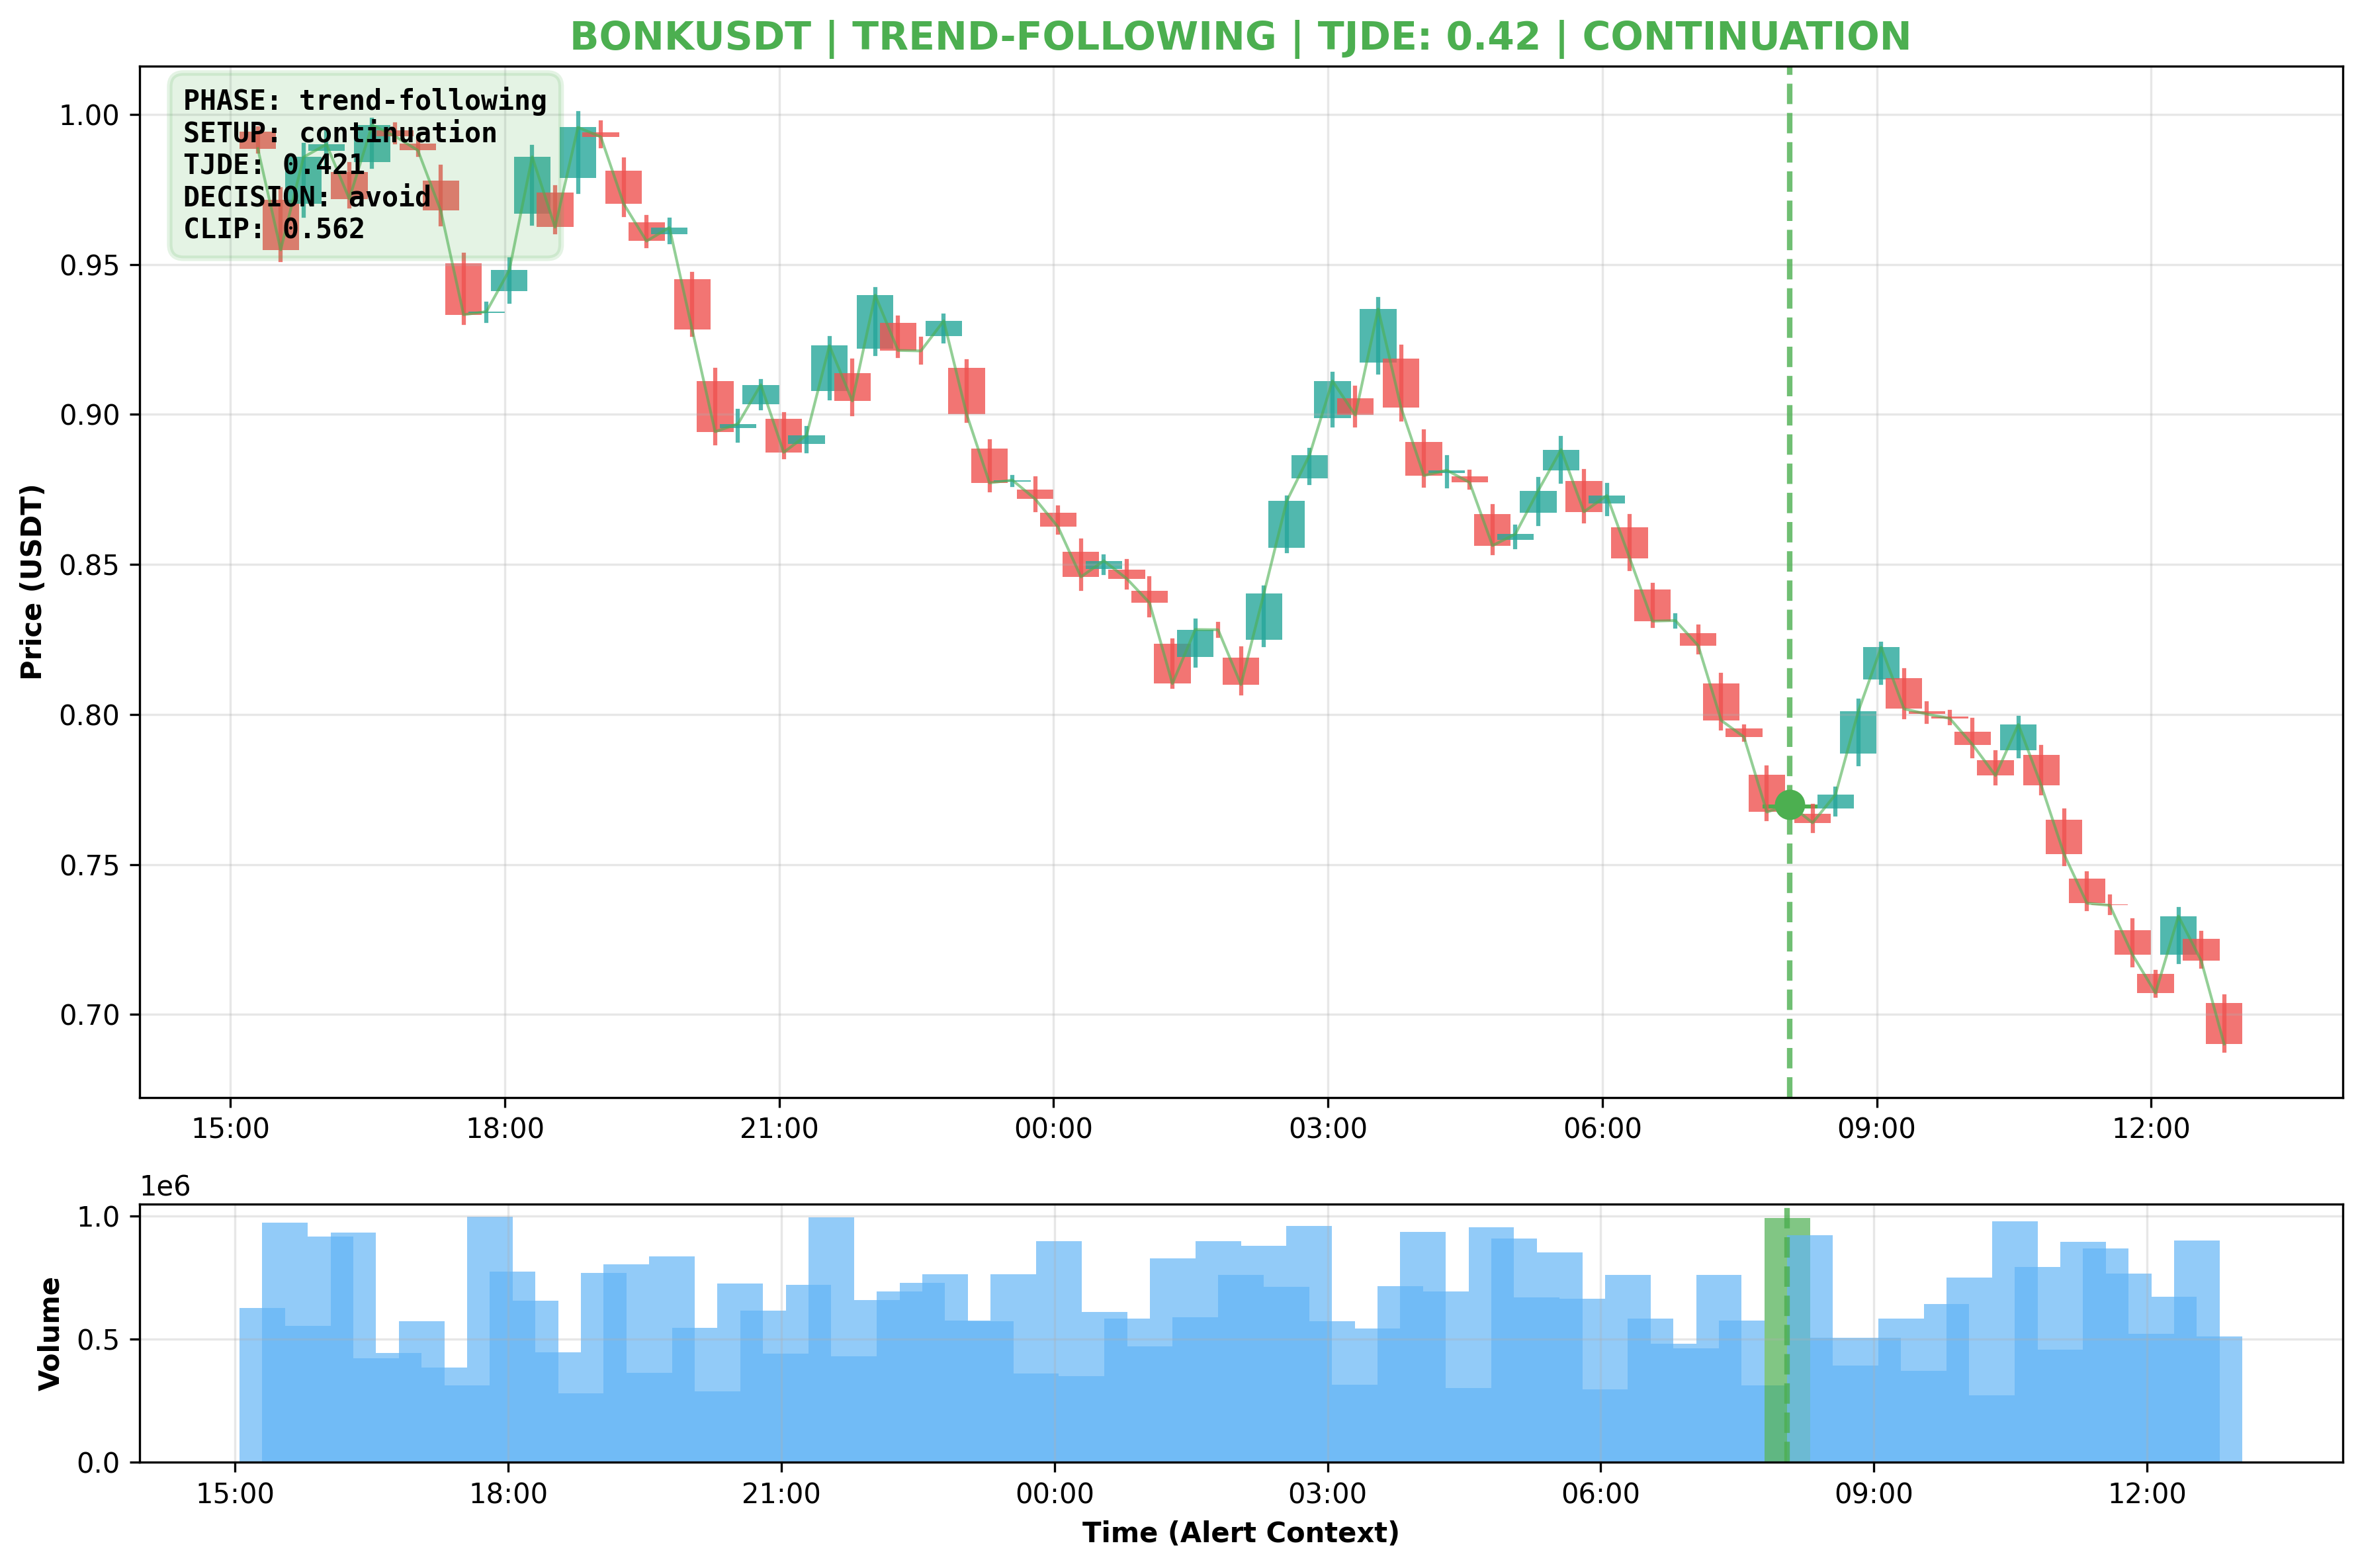 BONKUSDT | TREND-FOLLOWING | TJDE: 0.42 | CONTINUATION
PHASE: trend-following
SETUP: continuation
TJDE: 0.421
DECISION: avoid
CLIP: 0.562
Price (USDT)
1.00
0.95
0.90
0.85
0.80
0.75
0.70
15:00 18:00 21:00 00:00 03:00 06:00 09:00 12:00
1e6
Volume
1.0
0.5
0.0
15:00 18:00 21:00 00:00 03:00 06:00 09:00 12:00
Time (Alert Context)